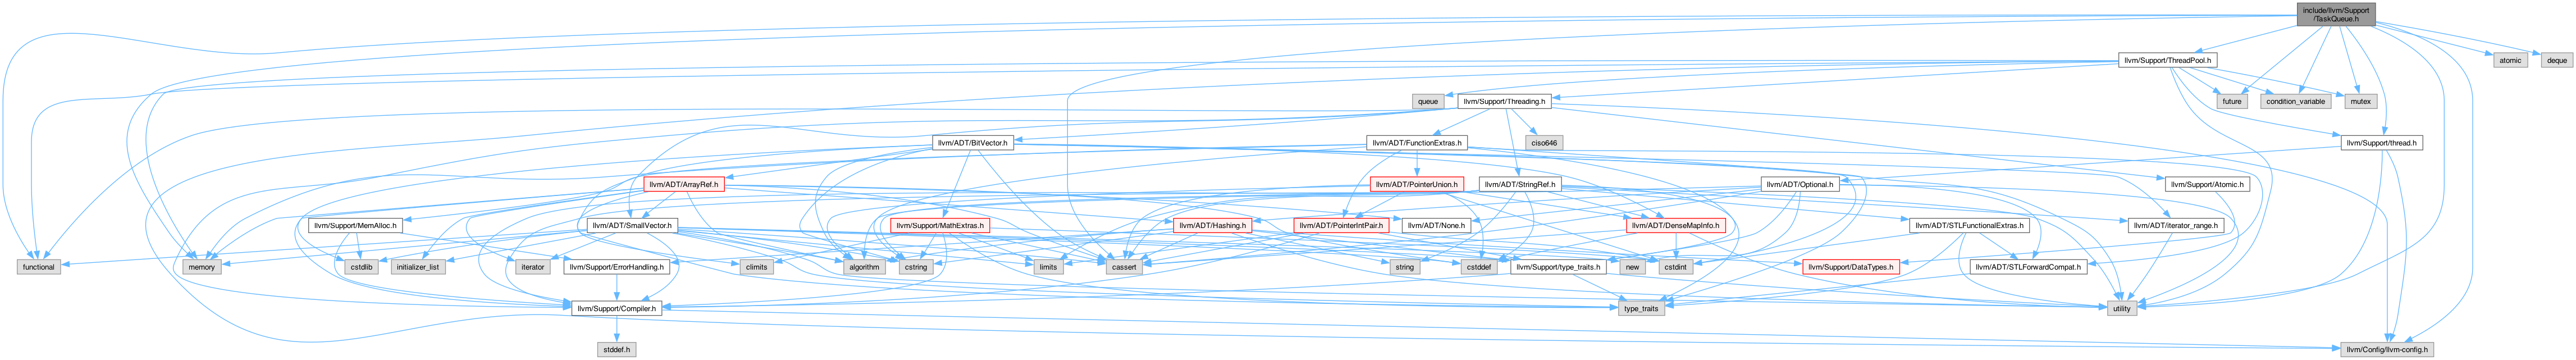 include/llvm/Support
/TaskQueue.h
llvm/Support/ThreadPool.h
atomic
deque
queue
llvm/Support/Threading.h
future
condition_variable
mutex
llvm/ADT/BitVector.h
llvm/ADT/FunctionExtras.h
ciso646
llvm/Support/thread.h
llvm/ADT/ArrayRef.h
llvm/ADT/PointerUnion.h
llvm/ADT/StringRef.h
llvm/ADT/Optional.h
llvm/Support/Atomic.h
llvm/Support/MemAlloc.h
llvm/ADT/SmallVector.h
llvm/Support/MathExtras.h
llvm/ADT/None.h
llvm/ADT/Hashing.h
llvm/ADT/PointerIntPair.h
llvm/ADT/DenseMapInfo.h
llvm/ADT/STLFunctionalExtras.h
llvm/ADT/iterator_range.h
functional
memory
cstdlib
initializer_list
iterator
llvm/Support/ErrorHandling.h
climits
algorithm
cstring
limits
cassert
string
cstddef
llvm/Support/type_traits.h
new
cstdint
llvm/Support/DataTypes.h
llvm/ADT/STLForwardCompat.h
llvm/Support/Compiler.h
type_traits
utility
stddef.h
llvm/Config/llvm-config.h